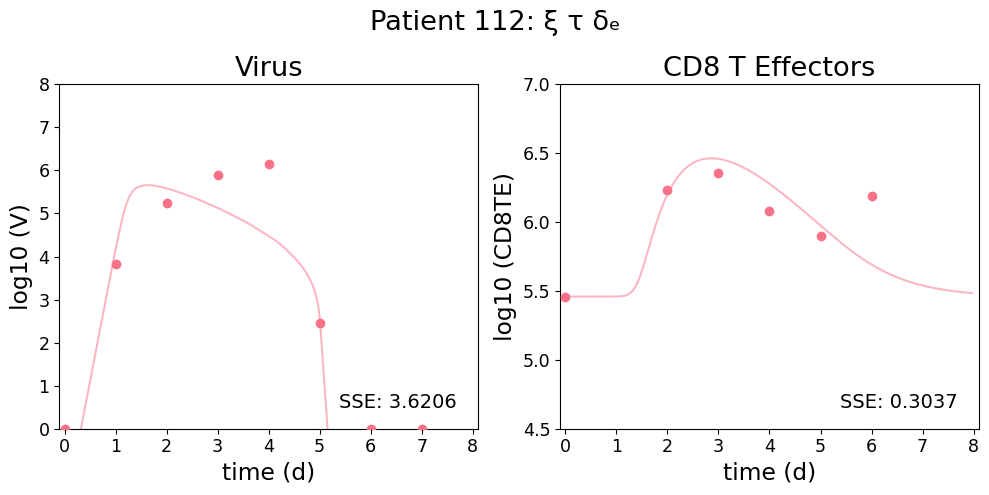 Patient 112: ξ τ δₑ
Virus
CD8 T Effectors
log10 (V)
8
7
6
5
4
3
2
1
0
0 1 2 3 4 5 6 7 8
time (d)
SSE: 3.6206
log10 (CD8TE)
7.0
6.5
6.0
5.5
5.0
4.5
0 1 2 3 4 5 6 7 8
time (d)
SSE: 0.3037